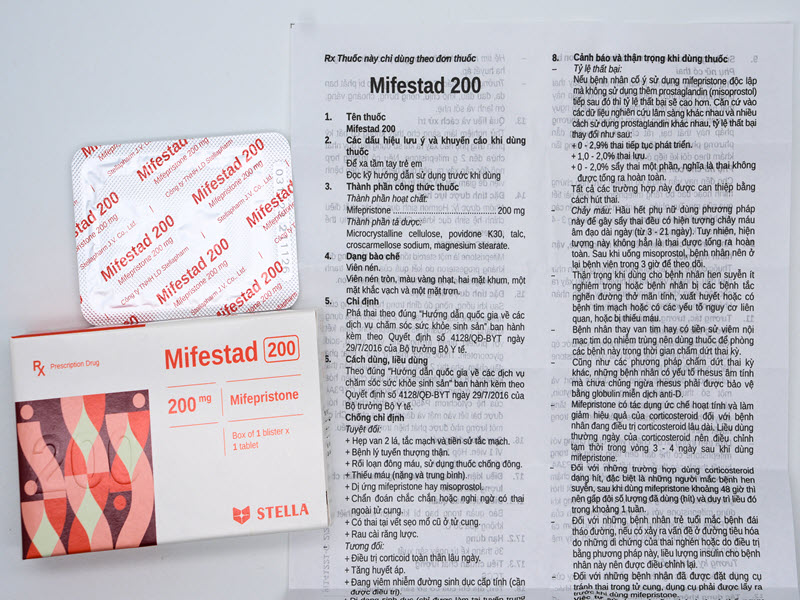 Mifestad 200
Mifepristone 200 mg
Công ty TNHH LD Stellapharm
Stellapharm J.V. Co., Ltd.
Mifestad 200
Mifepristone 200 mg
Rx Prescription Drug
Mifestad 200
200 mg
Mifepristone
Box of 1 blister x
1 tablet
200
STELLA
Rx Thuốc này chỉ dùng theo đơn thuốc
Mifestad 200
1. Tên thuốc
Mifestad 200
2. Các dấu hiệu lưu ý và khuyến cáo khi dùng
thuốc
Để xa tầm tay trẻ em
Đọc kỹ hướng dẫn sử dụng trước khi dùng
3. Thành phần công thức thuốc
Thành phần hoạt chất:
Mifepristone ........................................ 200 mg
Thành phần tá dược:
Microcrystalline cellulose, povidone K30, talc,
croscarmellose sodium, magnesium stearate.
4. Dạng bào chế
Viên nén.
Viên nén tròn, màu vàng nhạt, hai mặt khum, một
mặt khắc vạch và một mặt trơn.
5. Chỉ định
Phá thai theo đúng “Hướng dẫn quốc gia về các
dịch vụ chăm sóc sức khỏe sinh sản” ban hành
kèm theo Quyết định số 4128/QĐ-BYT ngày
29/7/2016 của Bộ trưởng Bộ Y tế.
Cách dùng, liều dùng
Theo đúng “Hướng dẫn quốc gia về các dịch vụ
chăm sóc sức khỏe sinh sản” ban hành kèm theo
Quyết định số 4128/QĐ-BYT ngày 29/7/2016 của
Bộ trưởng Bộ Y tế.
Chống chỉ định
Tuyệt đối:
+ Hẹp van 2 lá, tắc mạch và tiền sử tắc mạch.
+ Bệnh lý tuyến thượng thận.
+ Rối loạn đông máu, sử dụng thuốc chống đông.
+ Thiếu máu (nặng và trung bình).
+ Dị ứng mifepristone hay misoprostol.
+ Chẩn đoán chắc chắn hoặc nghi ngờ có thai
ngoài tử cung.
+ Có thai tại vết sẹo mổ cũ ở tử cung.
+ Rau cài răng lược.
Tương đối:
+ Điều trị corticoid toàn thân lâu ngày.
+ Tăng huyết áp.
+ Đang viêm nhiễm đường sinh dục cấp tính (cần
được điều trị).
8. Cảnh báo và thận trọng khi dùng thuốc
– Tỷ lệ thất bại:
Nếu bệnh nhân cố ý sử dụng mifepristone độc lập
mà không sử dụng thêm prostaglandin (misoprostol)
tiếp sau đó thì tỷ lệ thất bại sẽ cao hơn. Căn cứ vào
các dữ liệu nghiên cứu lâm sàng khác nhau và nhiều
cách sử dụng prostaglandin khác nhau, tỷ lệ thất bại
thay đổi như sau:
+ 0 - 2,9% thai tiếp tục phát triển.
+ 1,0 - 2,0% thai lưu.
+ 0 - 2,0% sẩy thai một phần, nghĩa là thai không
được tống ra hoàn toàn.
Tất cả các trường hợp này được can thiệp bằng
cách hút thai.
– Chảy máu: Hầu hết phụ nữ dùng phương pháp
này để gây sẩy thai đều có hiện tượng chảy máu
âm đạo dài ngày (từ 3 - 21 ngày). Tuy nhiên, hiện
tượng này không hẳn là thai được tống ra hoàn
toàn. Sau khi uống misoprostol, bệnh nhân nên ở
lại bệnh viện trong 3 giờ để theo dõi.
Thận trọng khi dùng cho bệnh nhân hen suyễn ít
nghiêm trọng hoặc bệnh nhân bị các bệnh tắc
nghẽn đường thở mãn tính, xuất huyết hoặc có
bệnh tim mạch hoặc có các yếu tố nguy cơ liên
quan, hoặc bị thiếu máu.
– Bệnh nhân thay van tim hay có tiền sử viêm nội
mạc tim do nhiễm trùng nên dùng thuốc để phòng
các bệnh này trong thời gian chấm dứt thai kỳ.
– Cũng như các phương pháp chấm dứt thai kỳ
khác, những bệnh nhân có yếu tố rhesus âm tính
mà chưa chủng ngừa rhesus phải được bảo vệ
bằng globulin miễn dịch anti-D.
– Mifepristone có tác dụng ức chế hoạt tính và làm
giảm hiệu quả của corticosteroid đối với bệnh
nhân đang điều trị corticosteroid lâu dài. Liều dùng
thường ngày của corticosteroid nên điều chỉnh
tạm thời trong vòng 3 - 4 ngày sau khi dùng
mifepristone.
Đối với những trường hợp dùng corticosteroid
dạng hít, đặc biệt là những người mắc bệnh hen
suyễn, sau khi dùng mifepristone khoảng 48 giờ thì
nên gấp đôi số lượng đã dùng (hít) và duy trì liều đó
trong khoảng 1 tuần.
– Đối với những bệnh nhân trẻ tuổi mắc bệnh đái
tháo đường, nếu có xảy ra vấn đề ở đường tiêu hóa
do những di chứng của thai nghén hoặc do điều trị
bằng phương pháp này, liều lượng insulin cho bệnh
nhân này nên được điều chỉnh lại.
– Đối với những bệnh nhân đã được đặt dụng cụ
tránh thai trong tử cung, dụng cụ phải được lấy ra
trước khi dùng mifepristone.